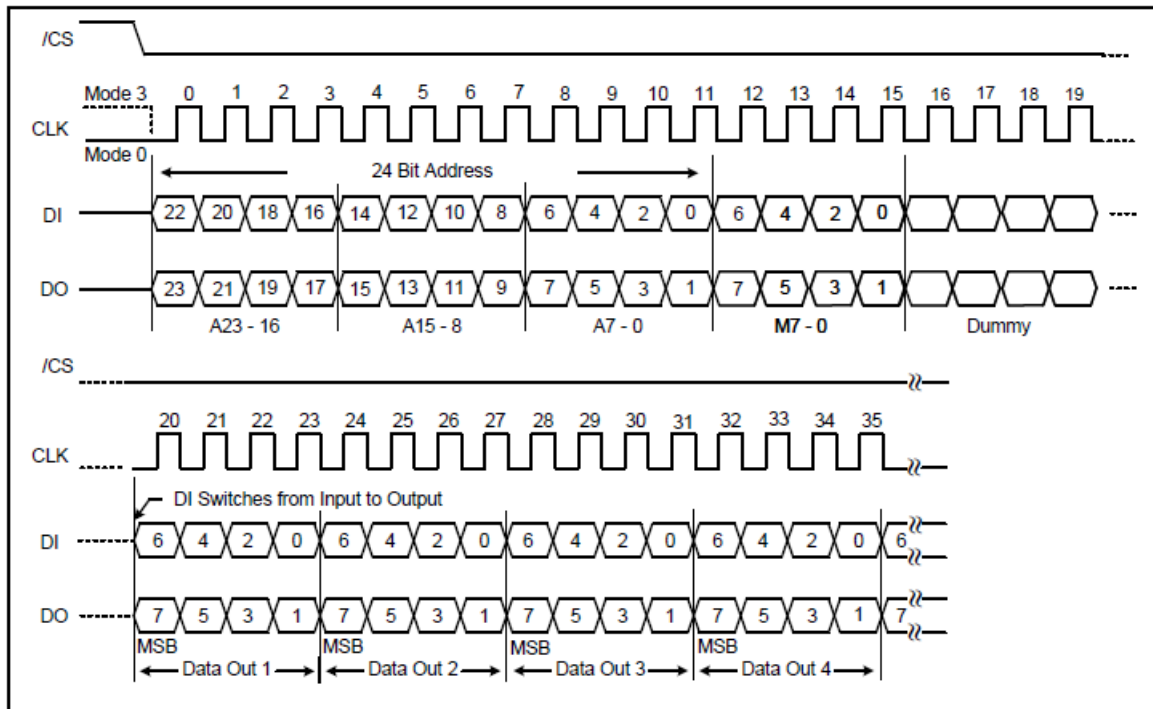 /CS
Mode 3 0 1 2 3 4 5 6 7 8 9 10 11 12 13 14 15 16 17 18 19
CLK
Mode 0
24 Bit Address
DI 22 20 18 16 14 12 10 8 6 4 2 0 6 4 2 0
DO 23 21 19 17 15 13 11 9 7 5 3 1 7 5 3 1
A23 - 16 A15 - 8 A7 - 0 M7 - 0 Dummy
/CS
20 21 22 23 24 25 26 27 28 29 30 31 32 33 34 35
CLK
DI Switches from Input to Output
DI 6 4 2 0 6 4 2 0 6 4 2 0 6 4 2 0 6
DO 7 5 3 1 7 5 3 1 7 5 3 1 7 5 3 1 7
MSB MSB MSB MSB
Data Out 1 Data Out 2 Data Out 3 Data Out 4